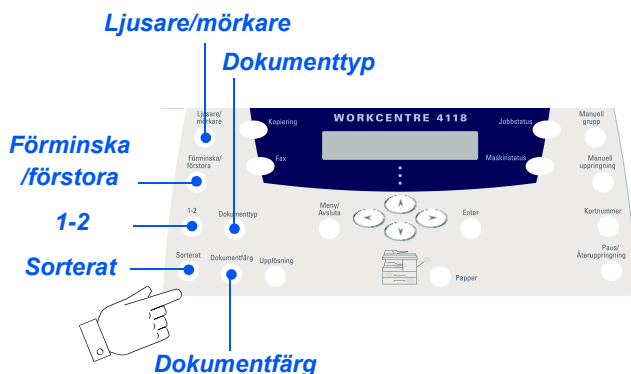 Ljusare/mörkare
Dokumenttyp
Förminska
/förstora
1-2
Sorterat
Dokumentfärg
Ljusare/
mörkare
Kopiering
WORKCENTRE 4118
Jobbstatus
Manuell
grupp
Förminska/
förstora
Fax
Maskinstatus
Manuell
uppringning
1-2
Dokumenttyp
Meny/
Avsluta
Enter
Kortnummer
Sorterat
Dokumentfärg
Upplösning
Papper
Paus/
Återuppringning